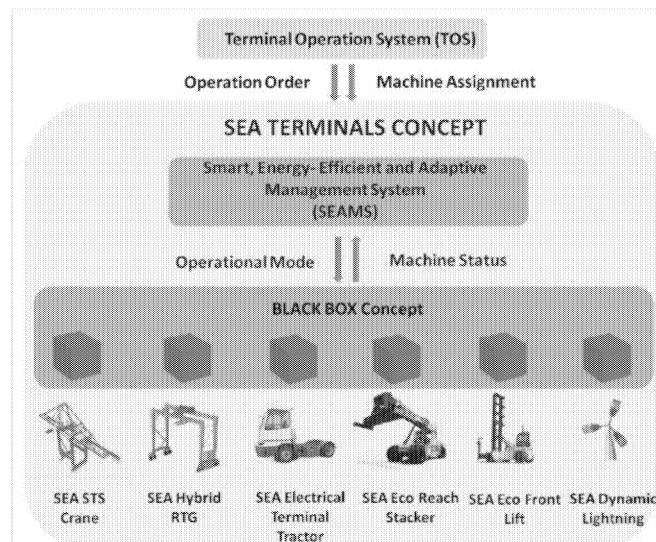 Terminal Operation System (TOS)
Operation Order
Machine Assignment
SEA TERMINALS CONCEPT
Smart, Energy- Efficient and Adaptive
Management System
(SEAMS)
Operational Mode
Machine Status
BLACK BOX Concept
SEA STS
Crane
SEA Hybrid
RTG
SEA Electrical
Terminal
Tractor
SEA Eco Reach
Stacker
SEA Eco Front
Lift
SEA Dynamic
Lightning